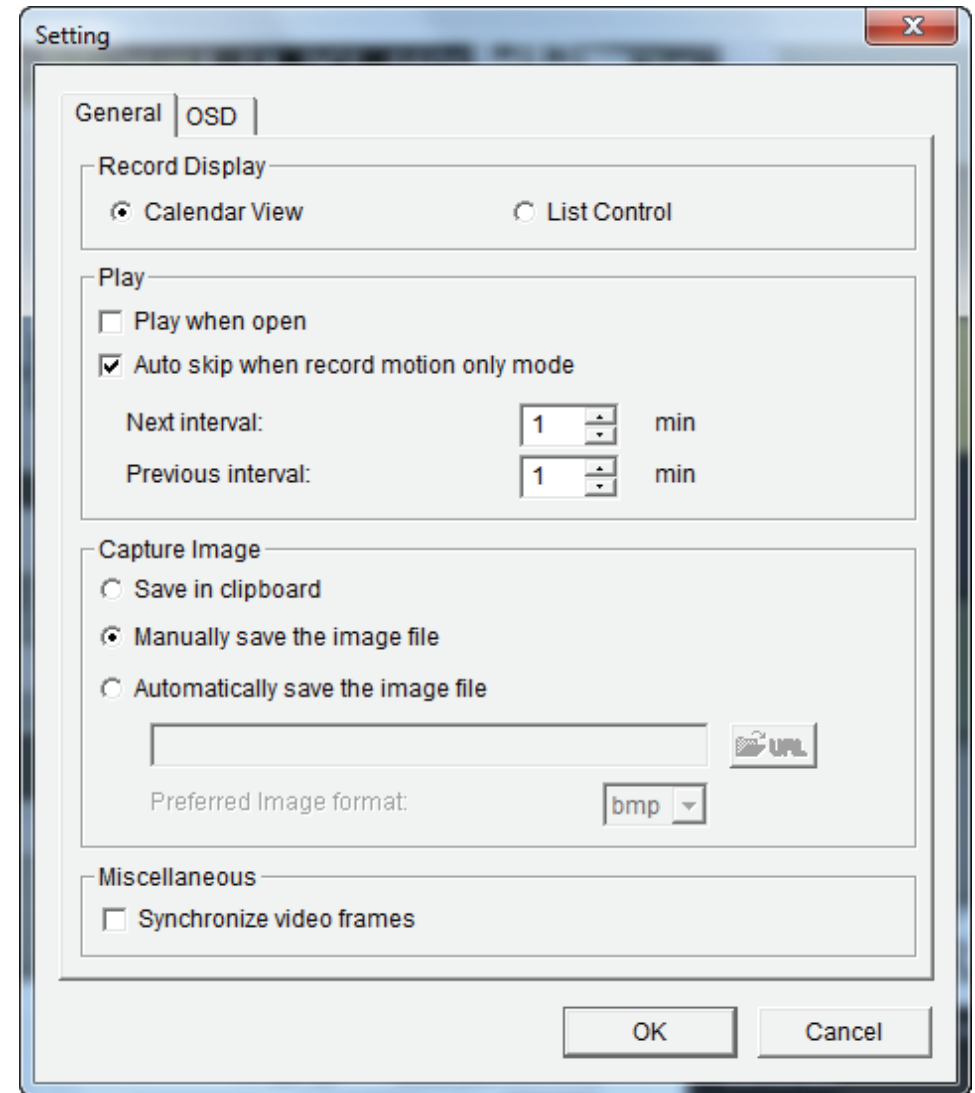 Setting
General OSD
Record Display
Calendar View List Control
Play
Play when open
Auto skip when record motion only mode
Next interval: 1 min
Previous interval: 1 min
Capture Image
Save in clipboard
Manually save the image file
Automatically save the image file
URL
Preferred Image format: bmp
Miscellaneous
Synchronize video frames
OK Cancel